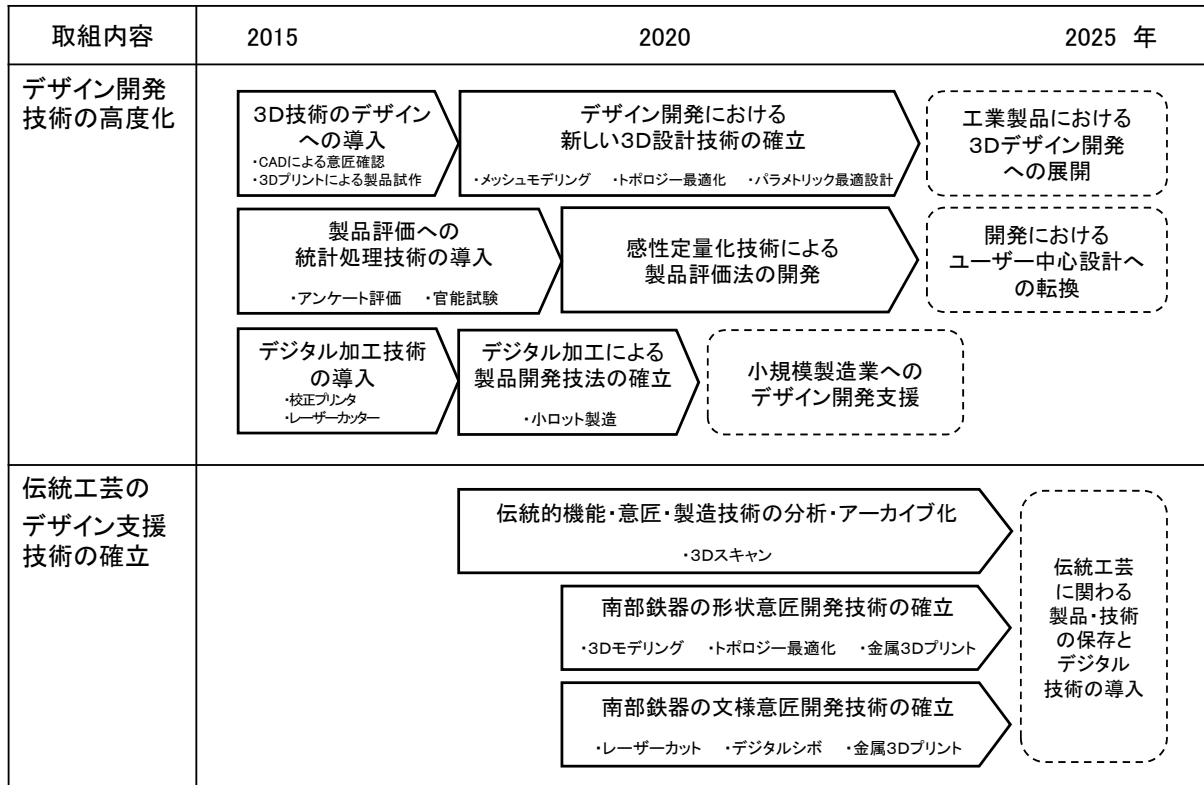 取組内容
2015
2020
2025 年
デザイン開発
技術の高度化
3D技術のデザイン
への導入
・CADによる意匠確認
・3Dプリントによる製品試作
デザイン開発における
新しい3D設計技術の確立
・メッシュモデリング ・トポロジー最適化 ・パラメトリック最適設計
工業製品における
3Dデザイン開発
への展開
製品評価への
統計処理技術の導入
・アンケート評価 ・官能試験
感性定量化技術による
製品評価法の開発
開発における
ユーザー中心設計へ
の転換
デジタル加工技術
の導入
・校正プリンタ
・レーザーカッター
デジタル加工による
製品開発技法の確立
・小ロット製造
小規模製造業への
デザイン開発支援
伝統工芸の
デザイン支援
技術の確立
伝統的機能・意匠・製造技術の分析・アーカイブ化
・3Dスキャン
南部鉄器の形状意匠開発技術の確立
・3Dモデリング ・トポロジー最適化 ・金属3Dプリント
南部鉄器の文様意匠開発技術の確立
・レーザーカット ・デジタルシボ ・金属3Dプリント
伝統工芸
に関わる
製品・技術
の保存と
デジタル
技術の導入